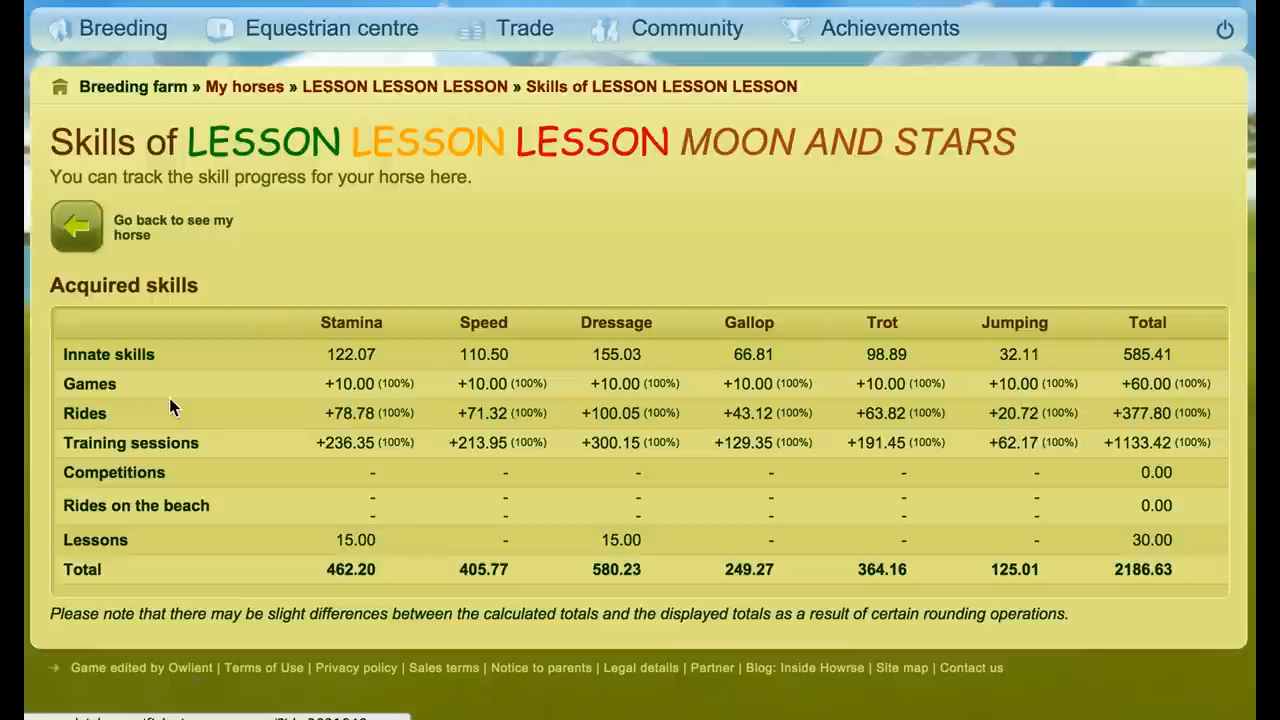 Breeding Equestrian centre Trade Community Achievements
Breeding farm » My horses » LESSON LESSON LESSON » Skills of LESSON LESSON LESSON
Skills of LESSON LESSON LESSON MOON AND STARS
You can track the skill progress for your horse here.
Go back to see my
horse
Acquired skills
Stamina Speed Dressage Gallop Trot Jumping Total
Innate skills 122.07 110.50 155.03 66.81 98.89 32.11 585.41
Games +10.00 (100%) +10.00 (100%) +10.00 (100%) +10.00 (100%) +10.00 (100%) +10.00 (100%) +60.00 (100%)
Rides +78.78 (100%) +71.32 (100%) +100.05 (100%) +43.12 (100%) +63.82 (100%) +20.72 (100%) +377.80 (100%)
Training sessions +236.35 (100%) +213.95 (100%) +300.15 (100%) +129.35 (100%) +191.45 (100%) +62.17 (100%) +1133.42 (100%)
Competitions - - - - - - 0.00
Rides on the beach - - - - - - 0.00
- - - - - -
Lessons 15.00 - 15.00 - - - 30.00
Total 462.20 405.77 580.23 249.27 364.16 125.01 2186.63
Please note that there may be slight differences between the calculated totals and the displayed totals as a result of certain rounding operations.
Game edited by Owlient | Terms of Use | Privacy policy | Sales terms | Notice to parents | Legal details | Partner | Blog: Inside Howrse | Site map | Contact us